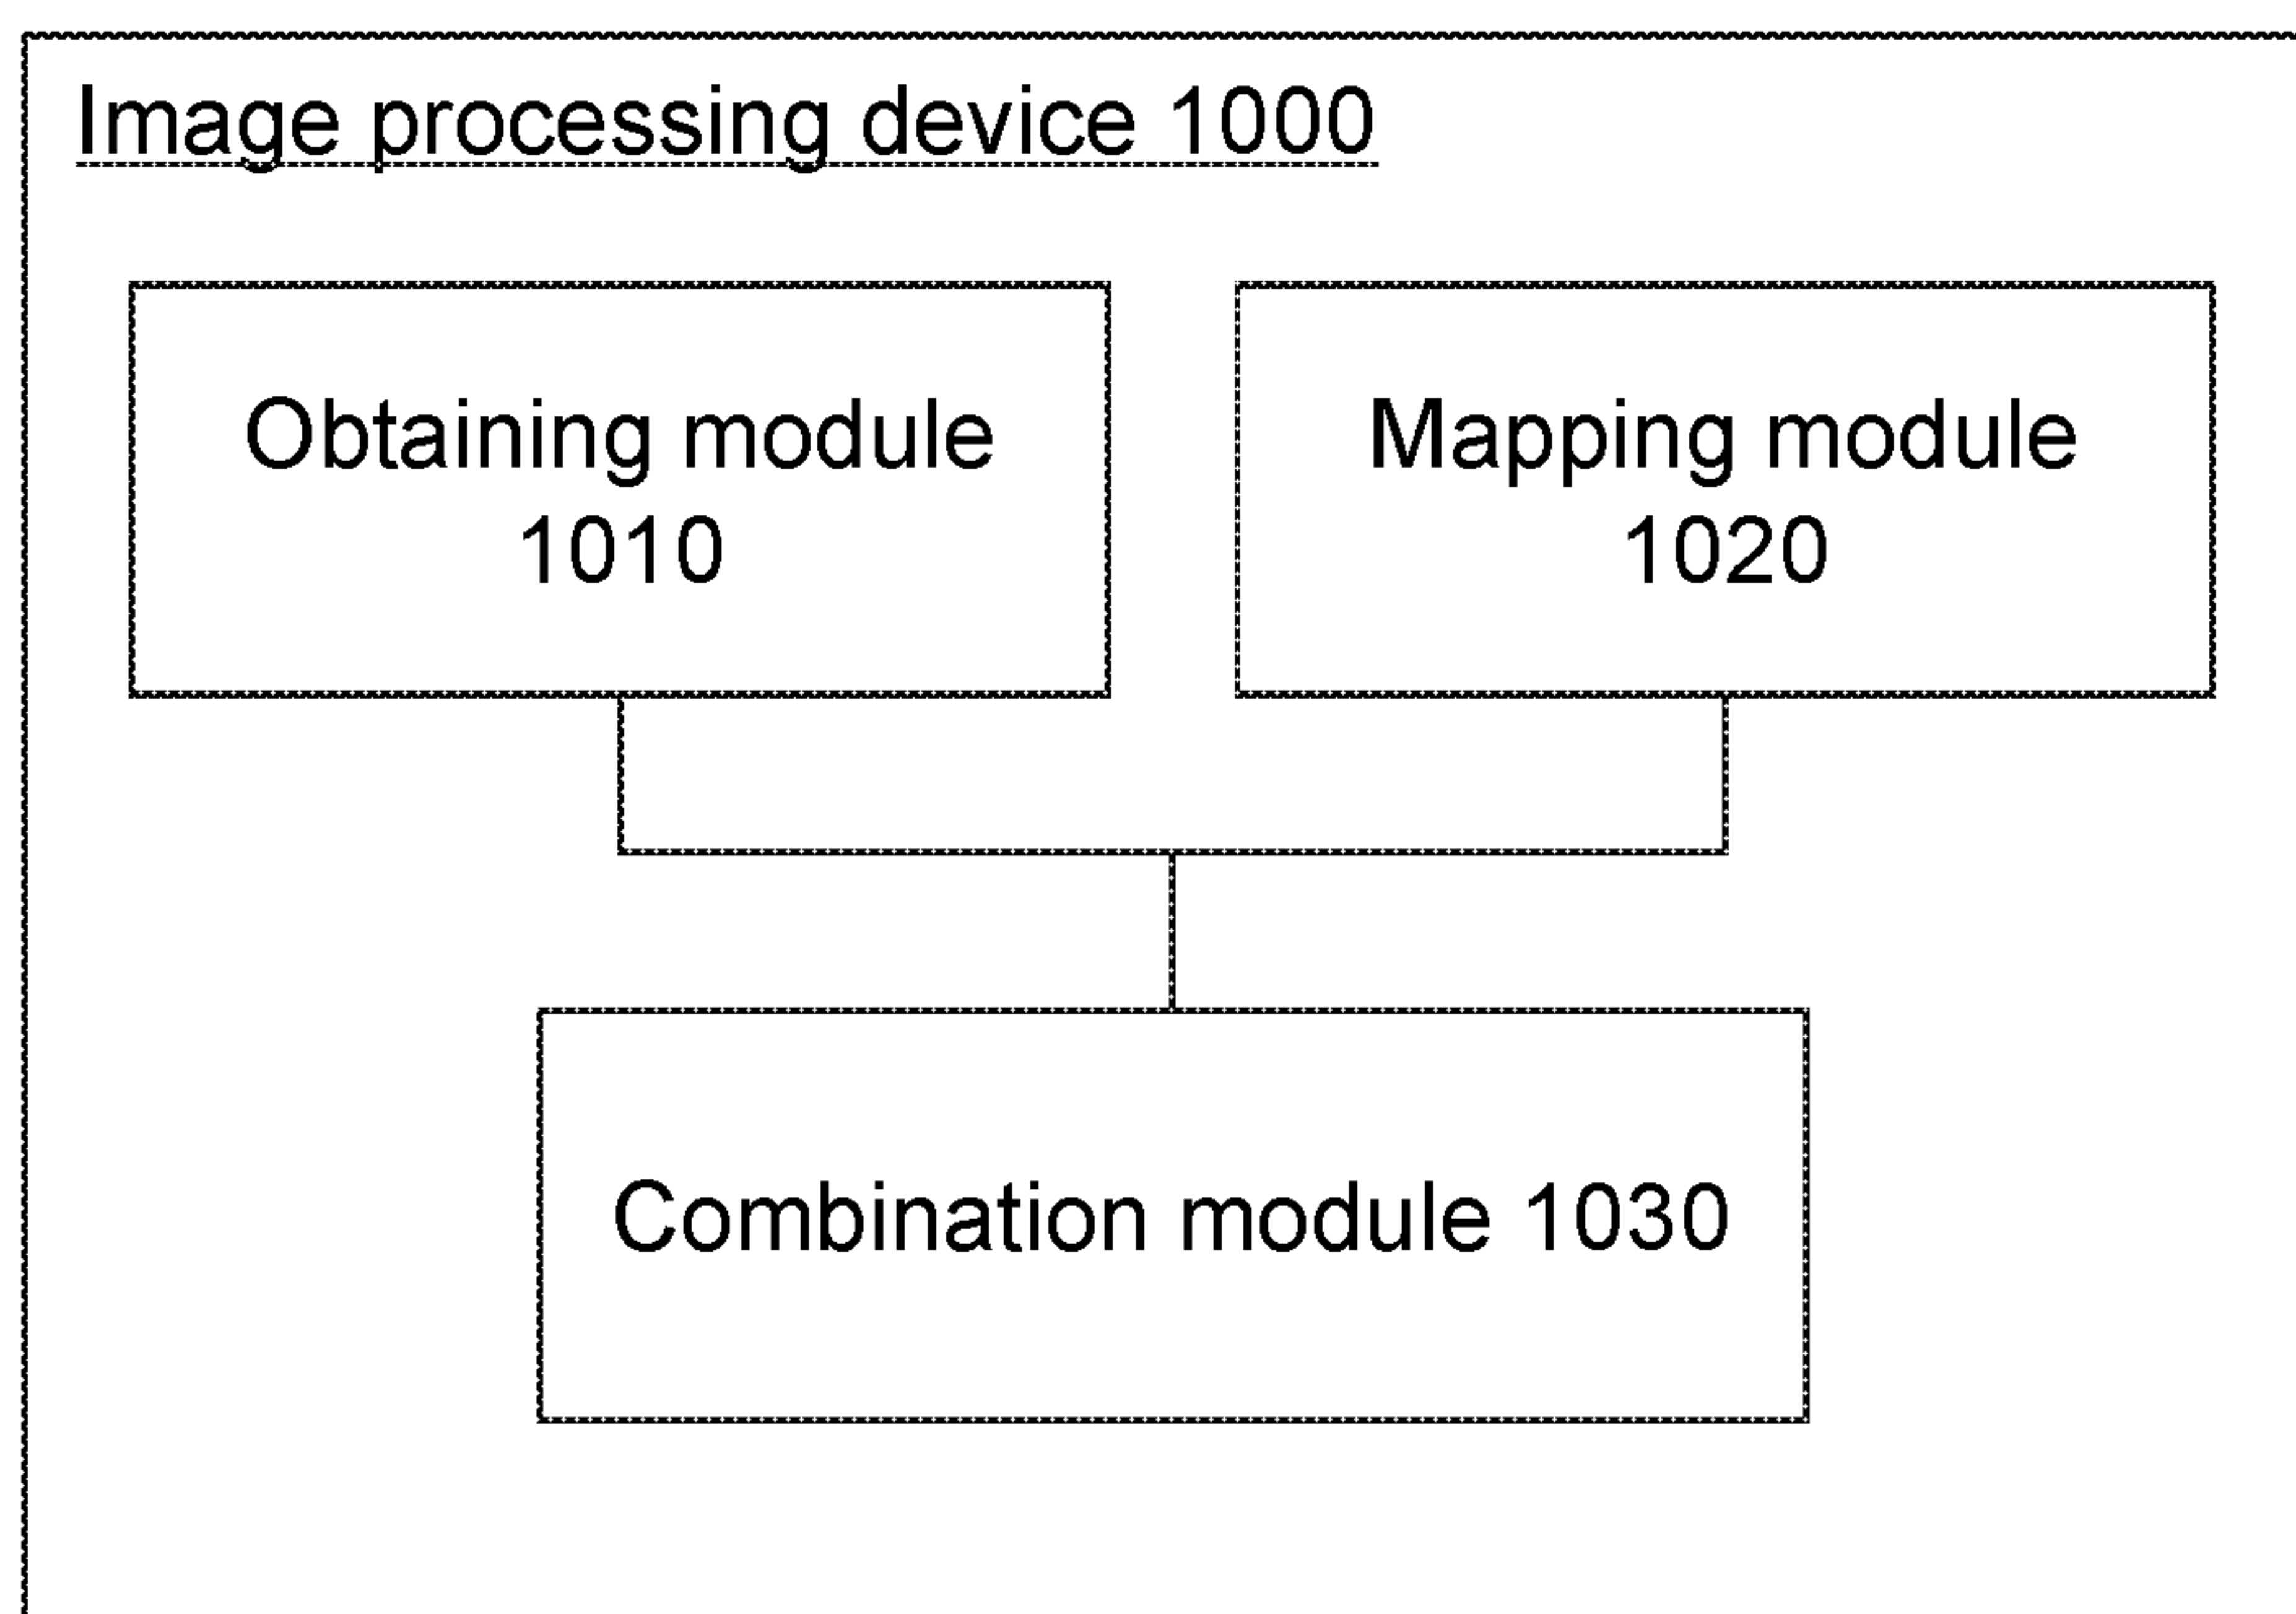 Image processing device 1000
Obtaining module
1010
Mapping module
1020
Combination module 1030